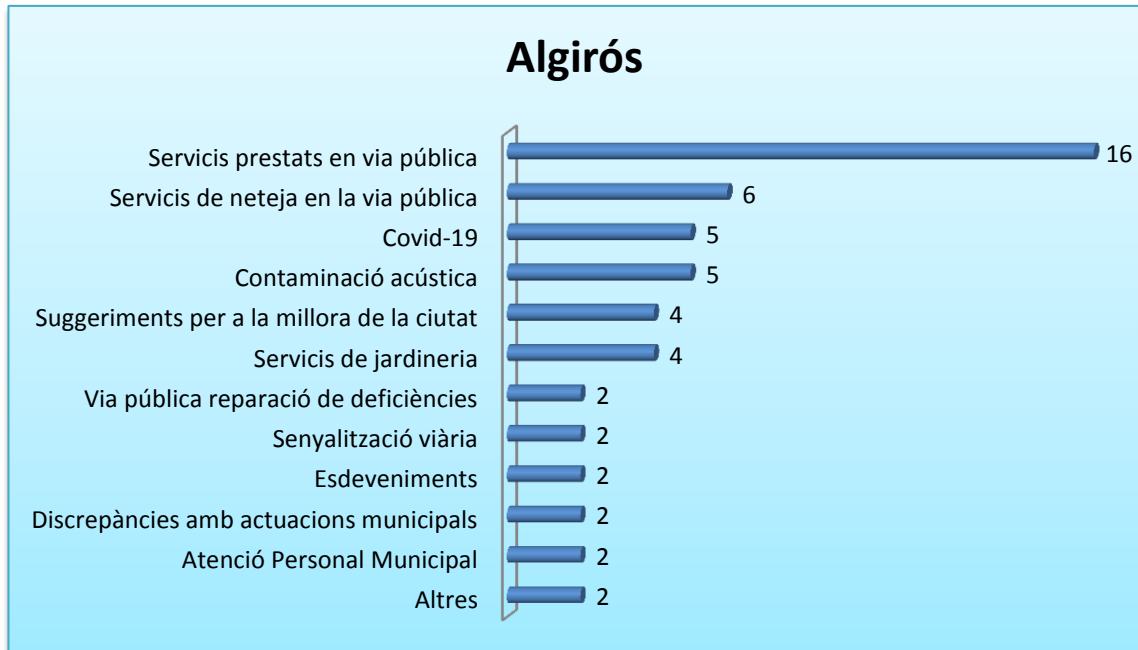 Algirós
Servicis prestats en via pública 16
Servicis de neteja en la via pública 6
Covid-19 5
Contaminació acústica 5
Suggeriments per a la millora de la ciutat 4
Servicis de jardineria 4
Via pública reparació de deficiències 2
Senyalització viària 2
Esdeveniments 2
Discrepàncies amb actuacions municipals 2
Atenció Personal Municipal 2
Altres 2